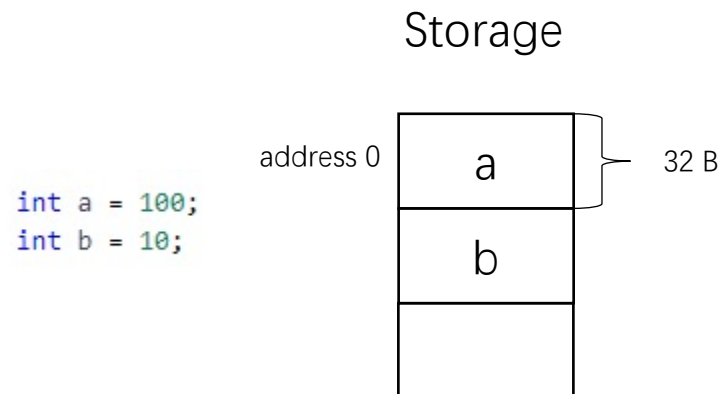 Storage
address 0
a
32 B
int a = 100;
int b = 10;
b